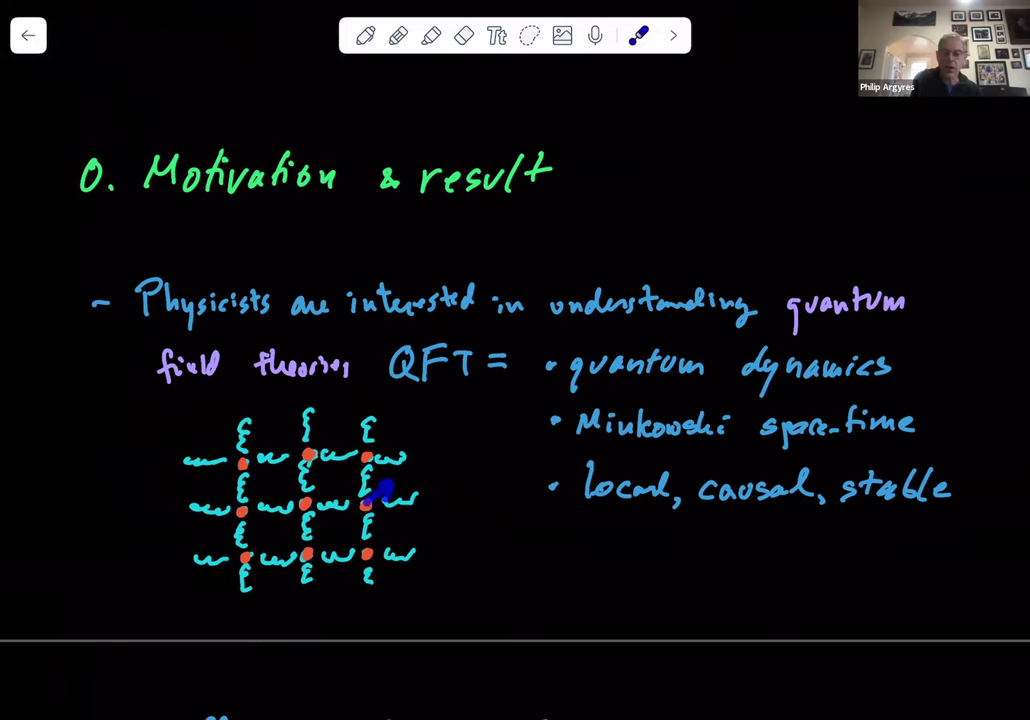 Tt
Philip Argyres
0. Motivation & result
- Physicists are interested in understanding quantum
field theories QFT = • quantum dynamics
• Minkowski space-time
• local, causal, stable